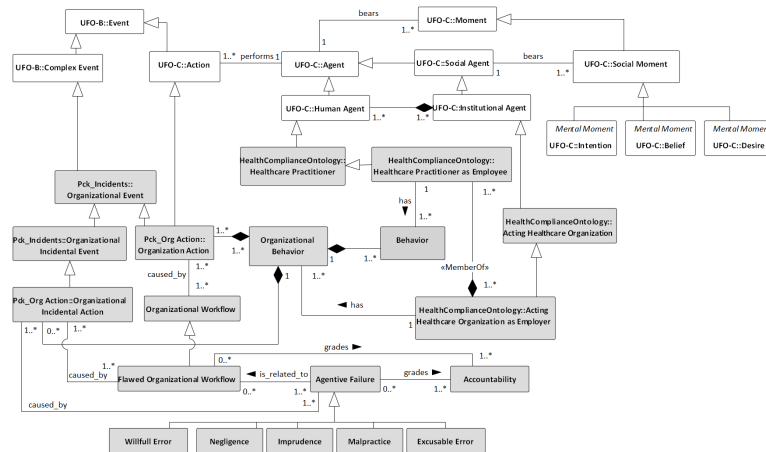 bears
UFO-C::Moment
UFO-B::Event
1
1..*
UFO-B::Complex Event
UFO-C::Action
1..*
performs
1
UFO-C::Agent
UFO-C::Social Agent
1
bears
1..*
UFO-C::Social Moment
UFO-C::Human Agent
1..*
1..*
UFO-C::Institutional Agent
Mental Moment
UFO-C::Intention
Mental Moment
UFO-C::Belief
Mental Moment
UFO-C::Desire
HealthComplianceOntology::
Healthcare Practitioner
HealthComplianceOntology::
Healthcare Practitioner as Employee
Pck_Incidents::
Organizational Event
1
1..*
has
1..*
HealthComplianceOntology::
Acting Healthcare Organization
Pck_Incidents::Organizational
Incidental Event
Pck_Org Action::
Organization Action
1..*
1..*
Organizational
Behavior
1
1..*
Behavior
1..*
caused_by
1..*
1
1..*
«MemberOf»
1..*
Pck_Org Action::Organizational
Incidental Action
Organizational Workflow
has
1
HealthComplianceOntology::Acting
Healthcare Organization as Employer
1..*
0..*
1..*
grades
1..*
0..*
1..*
caused_by
Flawed Organizational Workflow
is_related_to
0..*
1..*
Agentive Failure
grades
0..*
1..*
Accountability
caused_by
1..*
Willfull Error
Negligence
Imprudence
Malpractice
Excusable Error